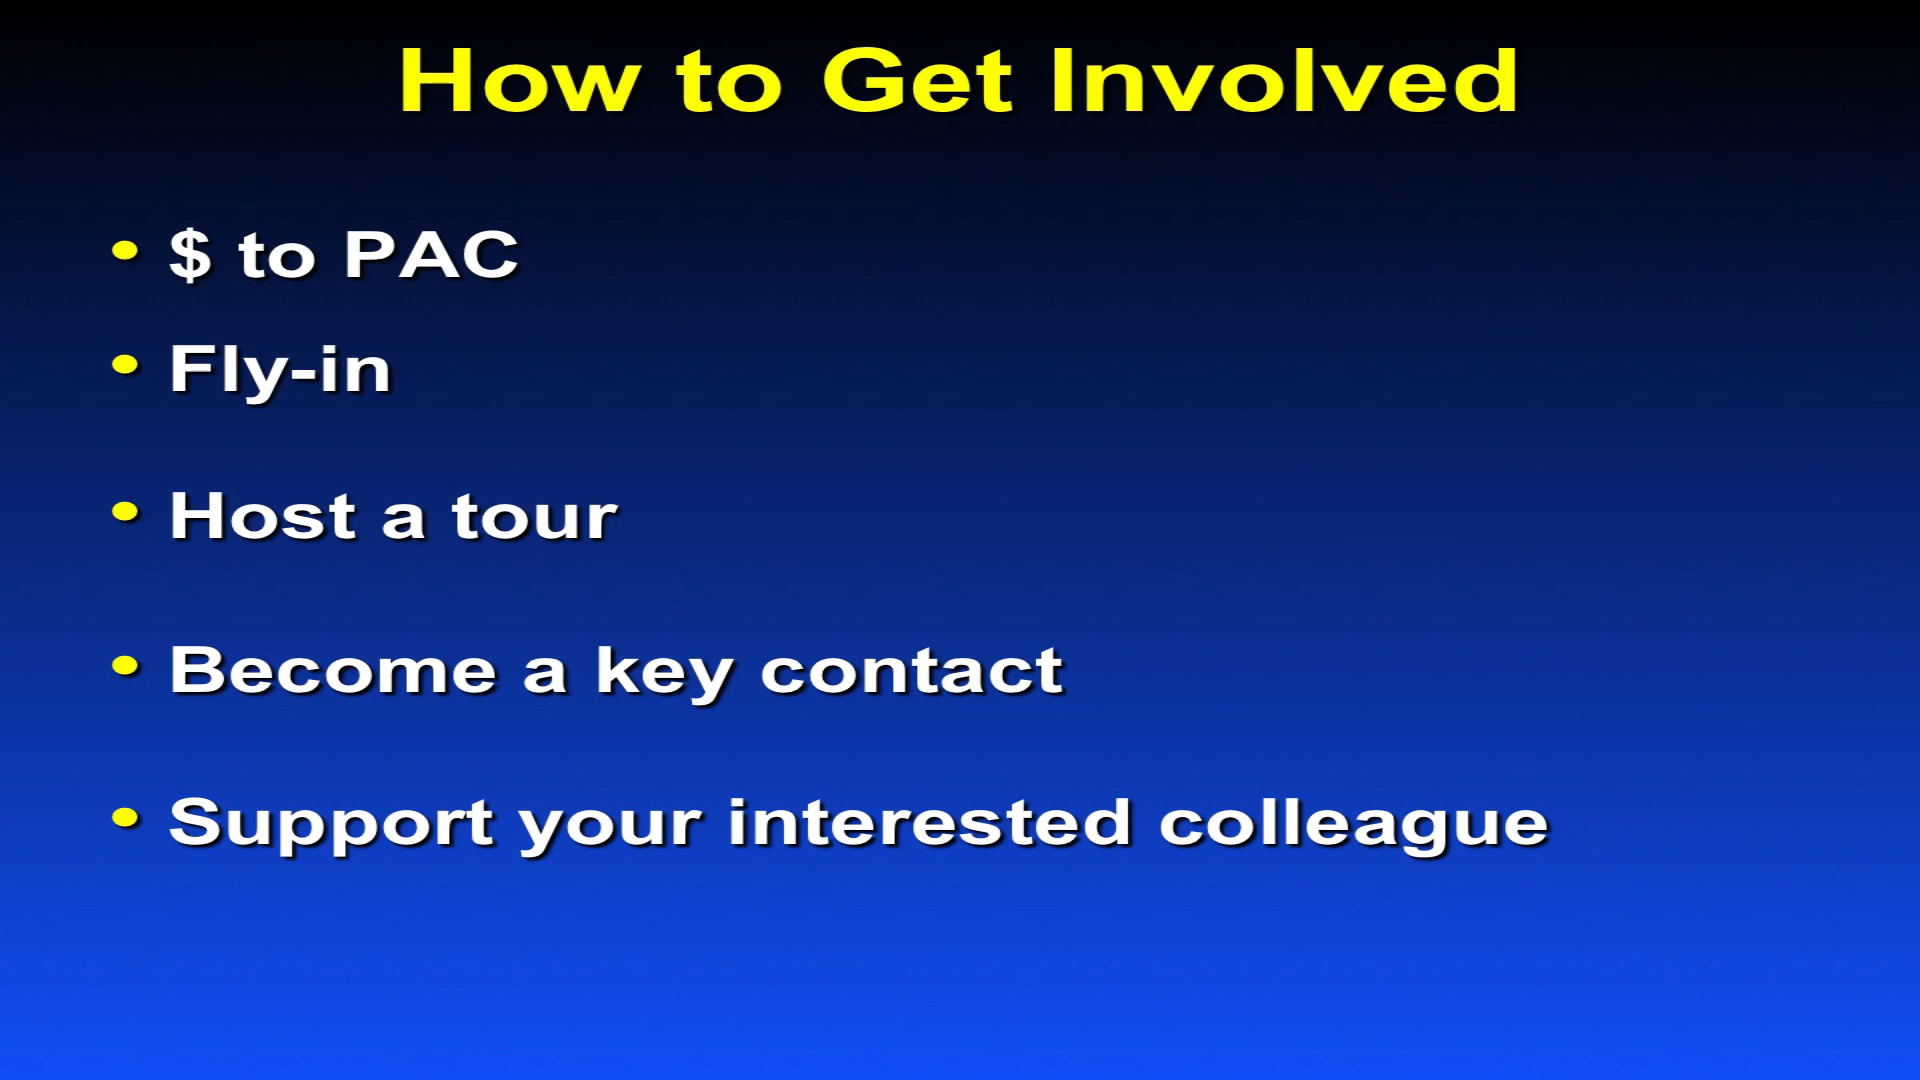 How to Get Involved
• $ to PAC
• Fly-in
• Host a tour
• Become a key contact
• Support your interested colleague